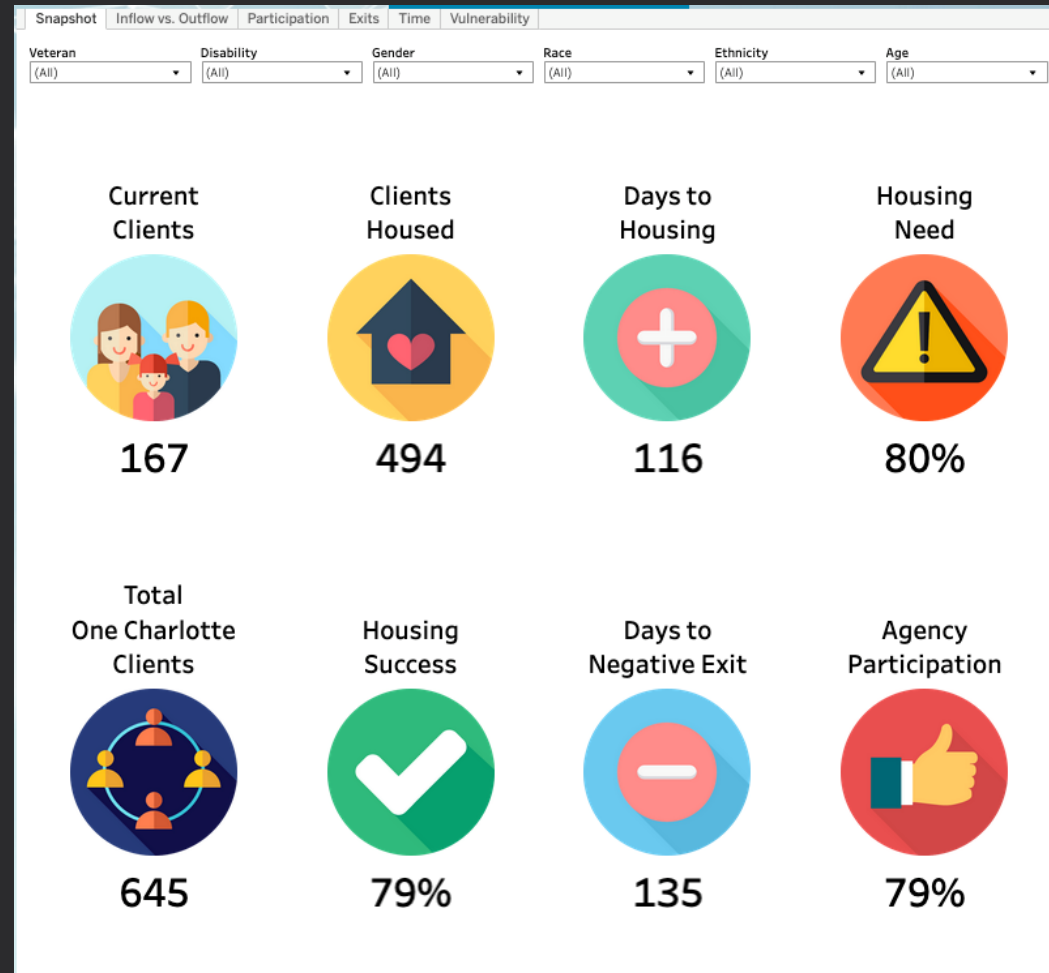 Snapshot Inflow vs. Outflow Participation Exits Time Vulnerability
Veteran Disability Gender Race Ethnicity Age
(All) (All) (All) (All) (All) (All)
Current
Clients
167
Clients
Housed
494
Days to
Housing
116
Housing
Need
80%
Total
One Charlotte
Clients
645
Housing
Success
79%
Days to
Negative Exit
135
Agency
Participation
79%